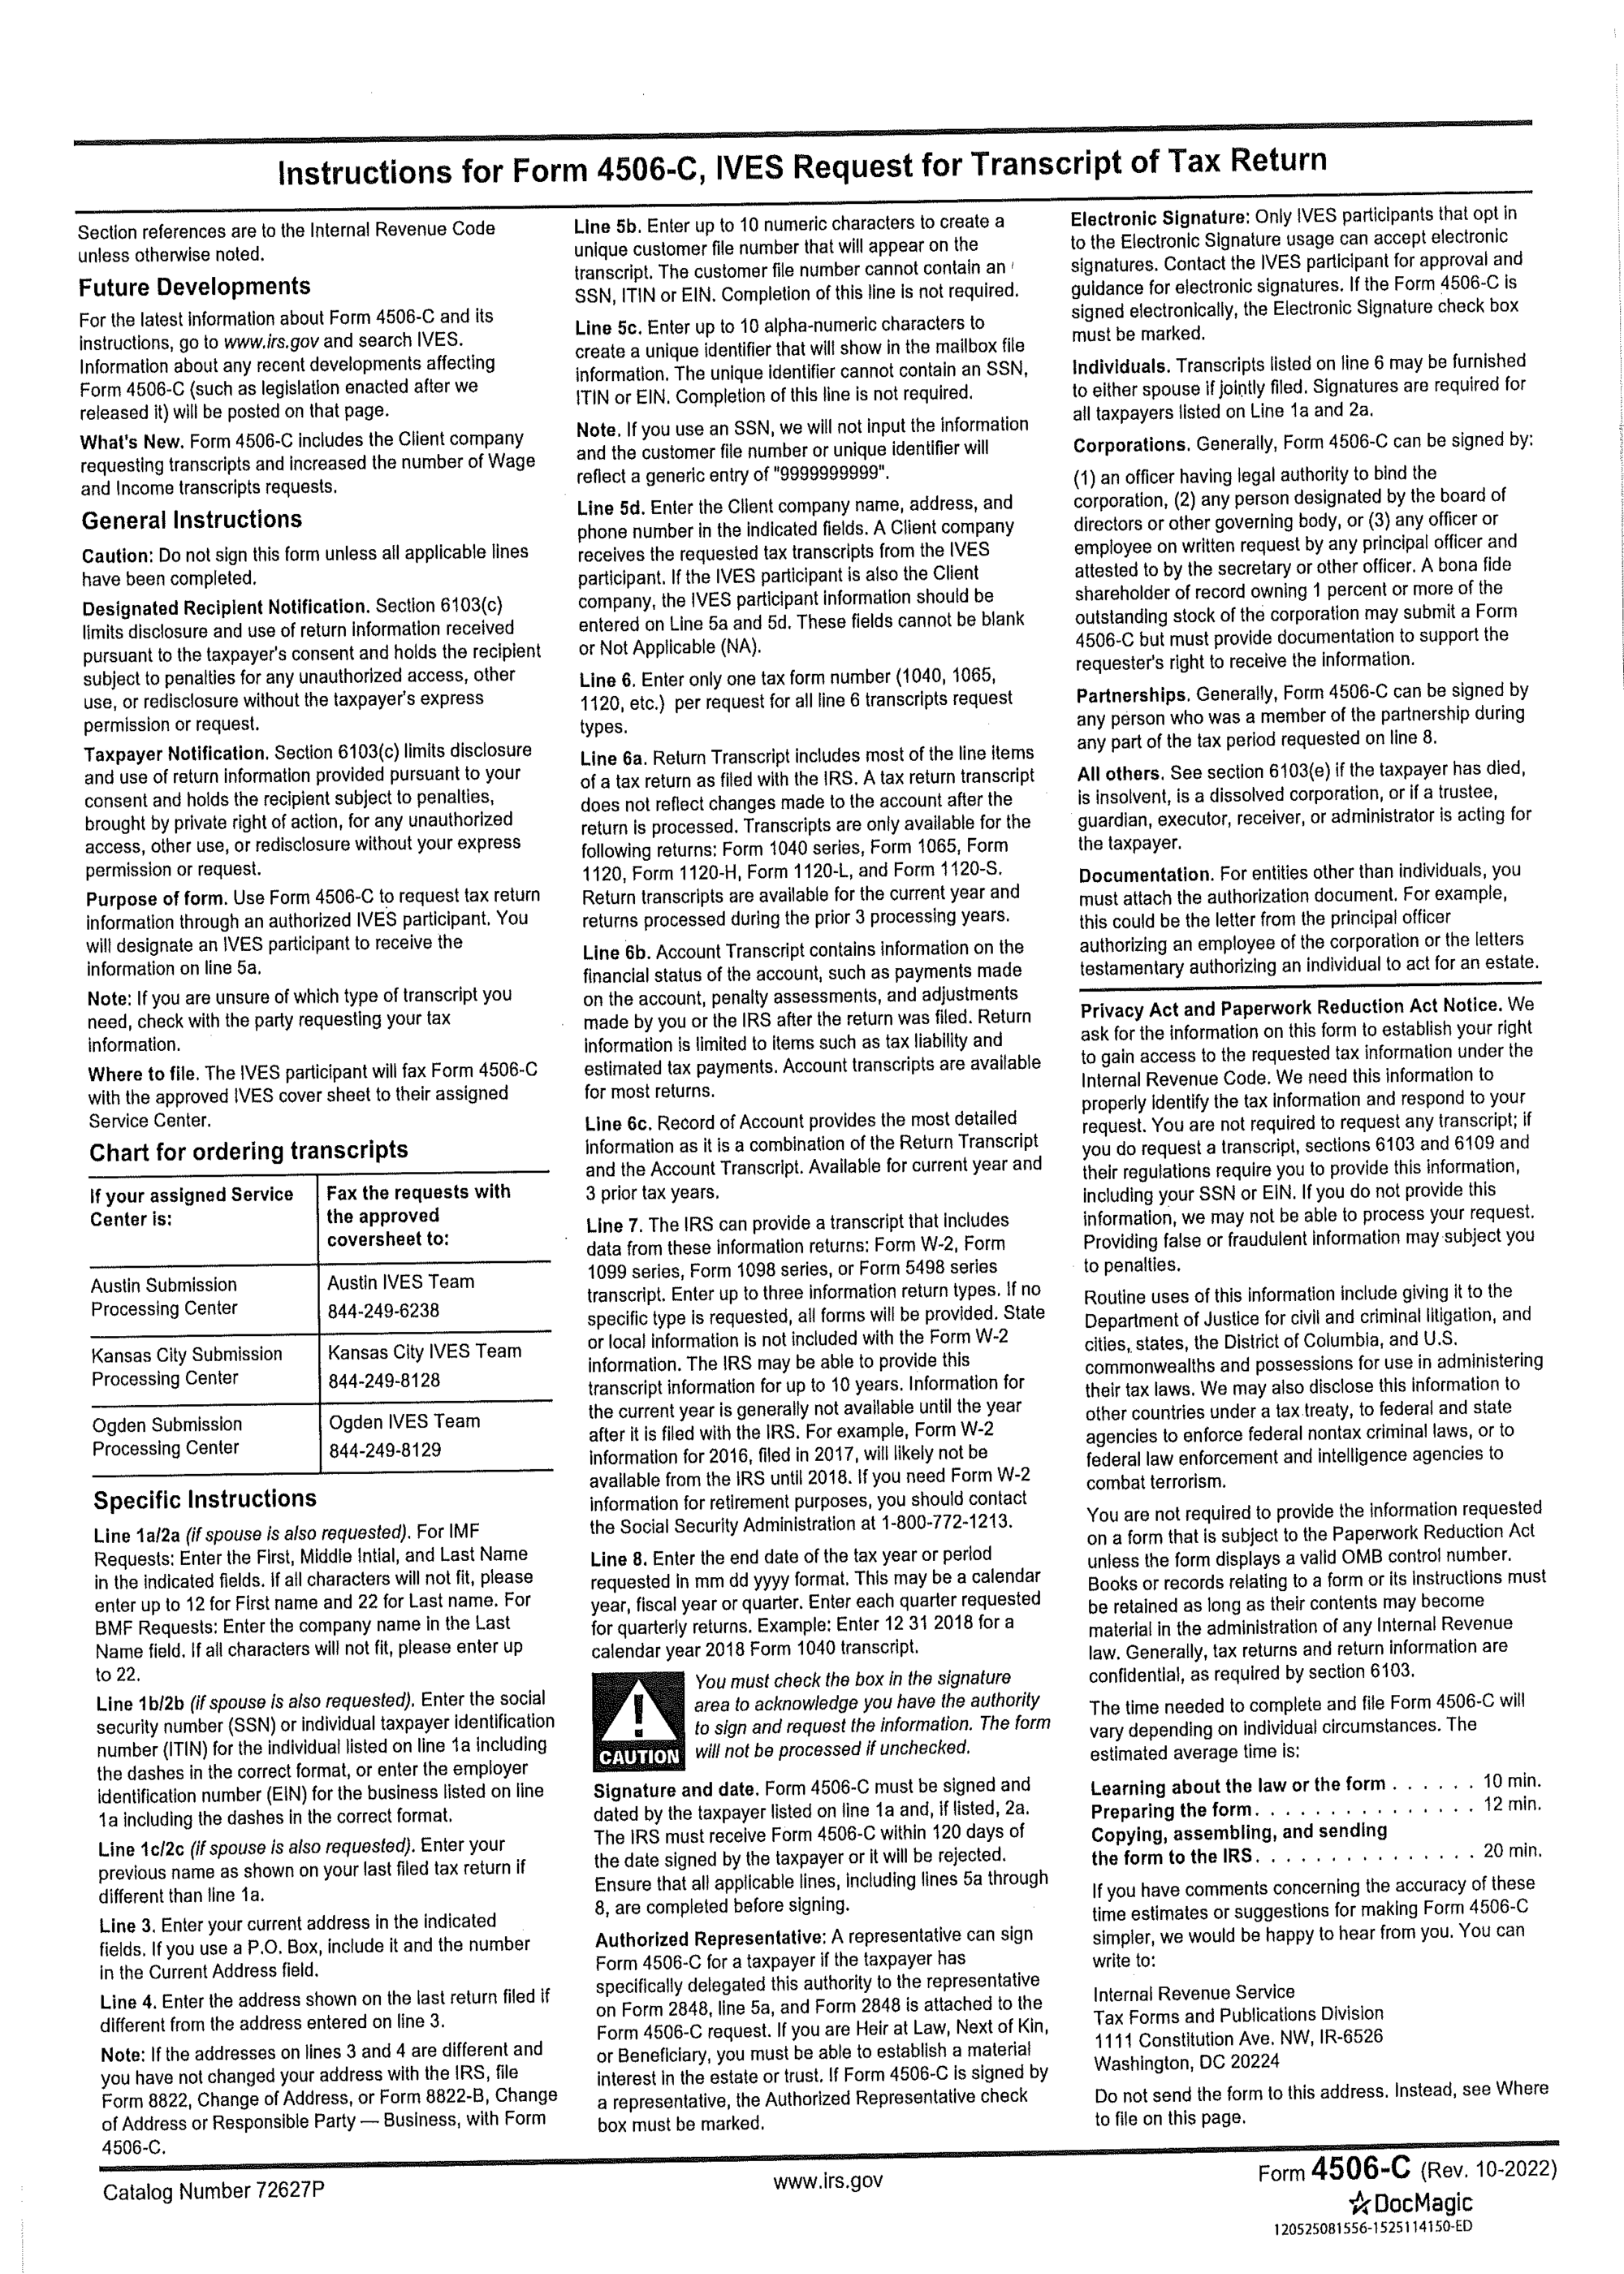 Instructions for Form 4506-C, IVES Request for Transcript of Tax Return
Section references are to the Internal Revenue Code
unless otherwise noted.
Future Developments
For the latest information about Form 4506-C and its
instructions, go to www.irs.gov and search IVES.
Information about any recent developments affecting
Form 4506-C (such as legislation enacted after we
released it) will be posted on that page.
What's New. Form 4506-C includes the Client company
requesting transcripts and increased the number of Wage
and Income transcripts requests.
General Instructions
Caution: Do not sign this form unless all applicable lines
have been completed.
Designated Recipient Notification. Section 6103(c)
limits disclosure and use of return information received
pursuant to the taxpayer's consent and holds the recipient
subject to penalties for any unauthorized access, other
use, or redisclosure without the taxpayer's express
permission or request.
Taxpayer Notification. Section 6103(c) limits disclosure
and use of return information provided pursuant to your
consent and holds the recipient subject to penalties,
brought by private right of action, for any unauthorized
access, other use, or redisclosure without your express
permission or request.
Purpose of form. Use Form 4506-C to request tax return
information through an authorized IVES participant. You
will designate an IVES participant to receive the
information on line 5a.
Note: If you are unsure of which type of transcript you
need, check with the party requesting your tax
information.
Where to file. The IVES participant will fax Form 4506-C
with the approved IVES cover sheet to their assigned
Service Center.
Chart for ordering transcripts
If your assigned Service
Center is:
Fax the requests with
the approved
coversheet to:
Austin Submission
Processing Center
Austin IVES Team
844-249-6238
Kansas City Submission
Processing Center
Kansas City IVES Team
844-249-8128
Ogden Submission
Processing Center
Ogden IVES Team
844-249-8129
Specific Instructions
Line 1a/2a (if spouse is also requested). For IMF
Requests: Enter the First, Middle Intial, and Last Name
in the indicated fields. If all characters will not fit, please
enter up to 12 for First name and 22 for Last name. For
BMF Requests: Enter the company name in the Last
Name field. If all characters will not fit, please enter up
to 22.
Line 1b/2b (if spouse is also requested). Enter the social
security number (SSN) or individual taxpayer identification
number (ITIN) for the individual listed on line 1a including
the dashes in the correct format, or enter the employer
identification number (EIN) for the business listed on line
1a including the dashes in the correct format.
Line 1c/2c (if spouse is also requested). Enter your
previous name as shown on your last filed tax return if
different than line 1a.
Line 3. Enter your current address in the indicated
fields. If you use a P.O. Box, include it and the number
in the Current Address field.
Line 4. Enter the address shown on the last return filed if
different from the address entered on line 3.
Note: If the addresses on lines 3 and 4 are different and
you have not changed your address with the IRS, file
Form 8822, Change of Address, or Form 8822-B, Change
of Address or Responsible Party — Business, with Form
4506-C.
Line 5b. Enter up to 10 numeric characters to create a
unique customer file number that will appear on the
transcript. The customer file number cannot contain an
SSN, ITIN or EIN. Completion of this line is not required.
Line 5c. Enter up to 10 alpha-numeric characters to
create a unique identifier that will show in the mailbox file
information. The unique identifier cannot contain an SSN,
ITIN or EIN. Completion of this line is not required.
Note. If you use an SSN, we will not input the information
and the customer file number or unique identifier will
reflect a generic entry of "9999999999".
Line 5d. Enter the Client company name, address, and
phone number in the indicated fields. A Client company
receives the requested tax transcripts from the IVES
participant. If the IVES participant is also the Client
company, the IVES participant information should be
entered on Line 5a and 5d. These fields cannot be blank
or Not Applicable (NA).
Line 6. Enter only one tax form number (1040, 1065,
1120, etc.) per request for all line 6 transcripts request
types.
Line 6a. Return Transcript includes most of the line items
of a tax return as filed with the IRS. A tax return transcript
does not reflect changes made to the account after the
return is processed. Transcripts are only available for the
following returns: Form 1040 series, Form 1065, Form
1120, Form 1120-H, Form 1120-L, and Form 1120-S.
Return transcripts are available for the current year and
returns processed during the prior 3 processing years.
Line 6b. Account Transcript contains information on the
financial status of the account, such as payments made
on the account, penalty assessments, and adjustments
made by you or the IRS after the return was filed. Return
information is limited to items such as tax liability and
estimated tax payments. Account transcripts are available
for most returns.
Line 6c. Record of Account provides the most detailed
information as it is a combination of the Return Transcript
and the Account Transcript. Available for current year and
3 prior tax years.
Line 7. The IRS can provide a transcript that includes
data from these information returns: Form W-2, Form
1099 series, Form 1098 series, or Form 5498 series
transcript. Enter up to three information return types. If no
specific type is requested, all forms will be provided. State
or local information is not included with the Form W-2
information. The IRS may be able to provide this
transcript information for up to 10 years. Information for
the current year is generally not available until the year
after it is filed with the IRS. For example, Form W-2
information for 2016, filed in 2017, will likely not be
available from the IRS until 2018. If you need Form W-2
information for retirement purposes, you should contact
the Social Security Administration at 1-800-772-1213.
Line 8. Enter the end date of the tax year or period
requested in mm dd yyyy format. This may be a calendar
year, fiscal year or quarter. Enter each quarter requested
for quarterly returns. Example: Enter 12 31 2018 for a
calendar year 2018 Form 1040 transcript.
CAUTION
You must check the box in the signature
area to acknowledge you have the authority
to sign and request the information. The form
will not be processed if unchecked.
Signature and date. Form 4506-C must be signed and
dated by the taxpayer listed on line 1a and, if listed, 2a.
The IRS must receive Form 4506-C within 120 days of
the date signed by the taxpayer or it will be rejected.
Ensure that all applicable lines, including lines 5a through
8, are completed before signing.
Authorized Representative: A representative can sign
Form 4506-C for a taxpayer if the taxpayer has
specifically delegated this authority to the representative
on Form 2848, line 5a, and Form 2848 is attached to the
Form 4506-C request. If you are Heir at Law, Next of Kin,
or Beneficiary, you must be able to establish a material
interest in the estate or trust. If Form 4506-C is signed by
a representative, the Authorized Representative check
box must be marked.
Electronic Signature: Only IVES participants that opt in
to the Electronic Signature usage can accept electronic
signatures. Contact the IVES participant for approval and
guidance for electronic signatures. If the Form 4506-C is
signed electronically, the Electronic Signature check box
must be marked.
Individuals. Transcripts listed on line 6 may be furnished
to either spouse if jointly filed. Signatures are required for
all taxpayers listed on Line 1a and 2a.
Corporations. Generally, Form 4506-C can be signed by:
(1) an officer having legal authority to bind the
corporation, (2) any person designated by the board of
directors or other governing body, or (3) any officer or
employee on written request by any principal officer and
attested to by the secretary or other officer. A bona fide
shareholder of record owning 1 percent or more of the
outstanding stock of the corporation may submit a Form
4506-C but must provide documentation to support the
requester's right to receive the information.
Partnerships. Generally, Form 4506-C can be signed by
any person who was a member of the partnership during
any part of the tax period requested on line 8.
All others. See section 6103(e) if the taxpayer has died,
is insolvent, is a dissolved corporation, or if a trustee,
guardian, executor, receiver, or administrator is acting for
the taxpayer.
Documentation. For entities other than individuals, you
must attach the authorization document. For example,
this could be the letter from the principal officer
authorizing an employee of the corporation or the letters
testamentary authorizing an individual to act for an estate.
Privacy Act and Paperwork Reduction Act Notice. We
ask for the information on this form to establish your right
to gain access to the requested tax information under the
Internal Revenue Code. We need this information to
properly identify the tax information and respond to your
request. You are not required to request any transcript; if
you do request a transcript, sections 6103 and 6109 and
their regulations require you to provide this information,
including your SSN or EIN. If you do not provide this
information, we may not be able to process your request.
Providing false or fraudulent information may subject you
to penalties.
Routine uses of this information include giving it to the
Department of Justice for civil and criminal litigation, and
cities, states, the District of Columbia, and U.S.
commonwealths and possessions for use in administering
their tax laws. We may also disclose this information to
other countries under a tax treaty, to federal and state
agencies to enforce federal nontax criminal laws, or to
federal law enforcement and intelligence agencies to
combat terrorism.
You are not required to provide the information requested
on a form that is subject to the Paperwork Reduction Act
unless the form displays a valid OMB control number.
Books or records relating to a form or its instructions must
be retained as long as their contents may become
material in the administration of any Internal Revenue
law. Generally, tax returns and return information are
confidential, as required by section 6103.
The time needed to complete and file Form 4506-C will
vary depending on individual circumstances. The
estimated average time is:
Learning about the law or the form . . . . . . 10 min.
Preparing the form. . . . . . . . . . . . . . . 12 min.
Copying, assembling, and sending
the form to the IRS. . . . . . . . . . . . . . . 20 min.
If you have comments concerning the accuracy of these
time estimates or suggestions for making Form 4506-C
simpler, we would be happy to hear from you. You can
write to:
Internal Revenue Service
Tax Forms and Publications Division
1111 Constitution Ave. NW, IR-6526
Washington, DC 20224
Do not send the form to this address. Instead, see Where
to file on this page.
Catalog Number 72627P
www.irs.gov
Form 4506-C (Rev. 10-2022)
DocMagic
120525081556-1525114150-ED